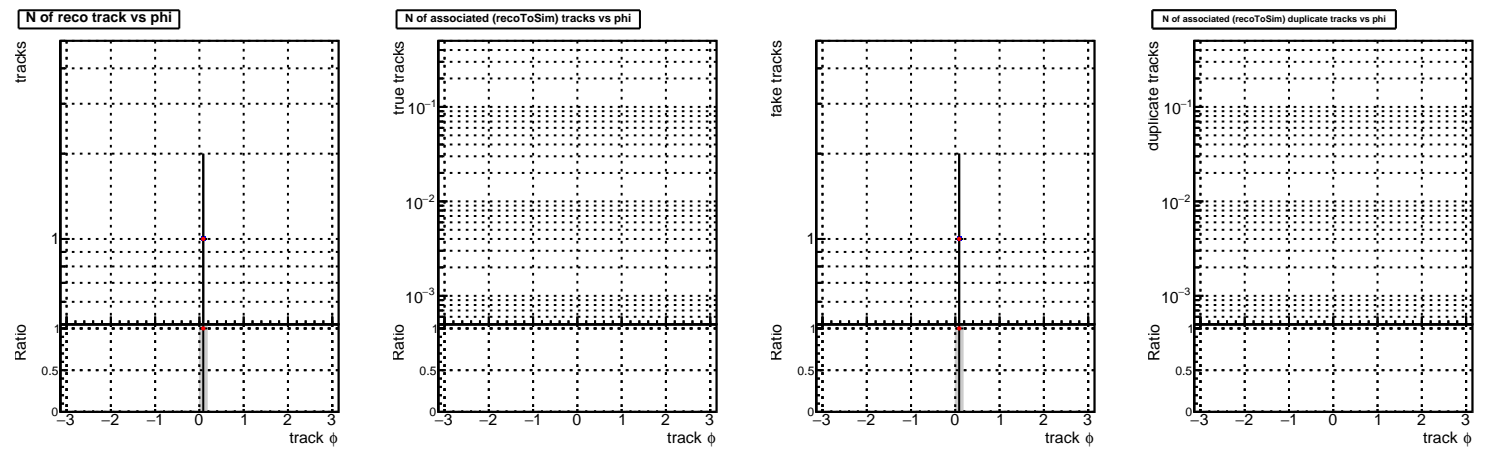 N of reco track vs phi
tracks
1
Ratio
1
0.5
0
−3 −2 −1 0 1 2 3
track ϕ
N of associated (recoToSim) tracks vs phi
true tracks
10−1
10−2
10−3
Ratio
1
0.5
0
−3 −2 −1 0 1 2 3
track ϕ
fake tracks
1
Ratio
1
0.5
0
−3 −2 −1 0 1 2 3
track ϕ
N of associated (recoToSim) duplicate tracks vs phi
duplicate tracks
10−1
10−2
10−3
Ratio
1
0.5
0
−3 −2 −1 0 1 2 3
track ϕ